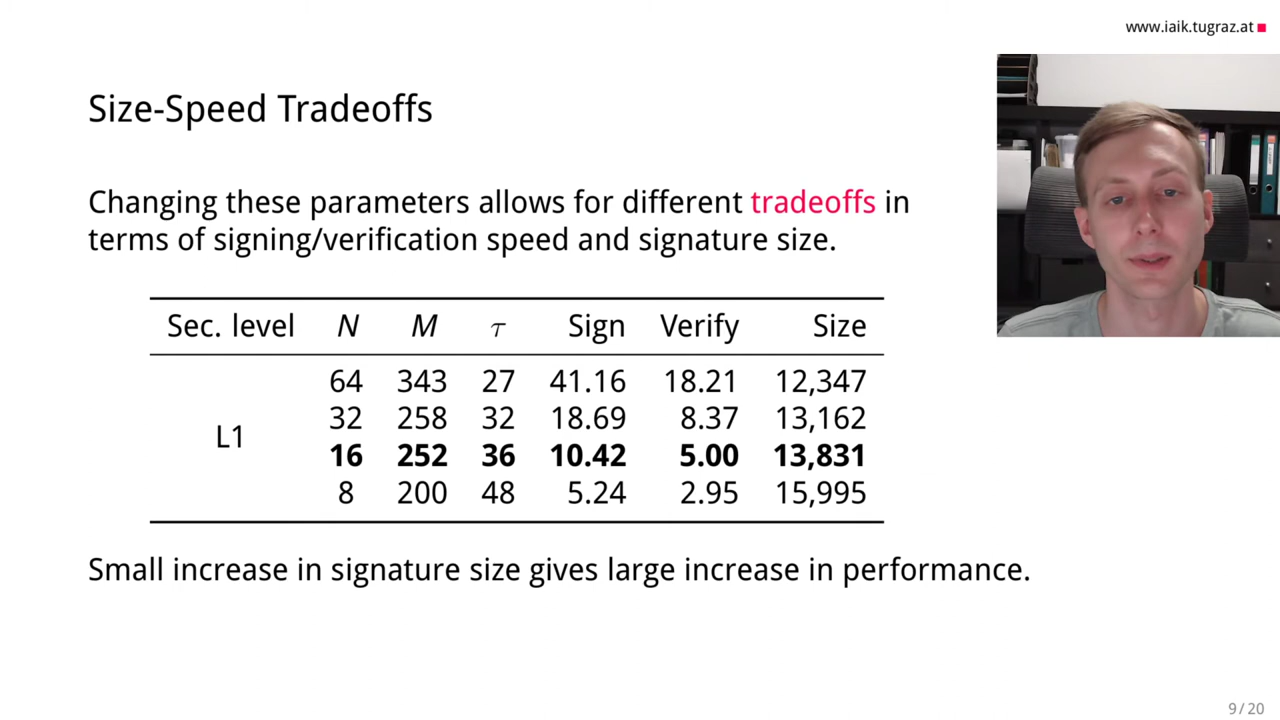 www.iaik.tugraz.at
Size-Speed Tradeoffs
Changing these parameters allows for different tradeoffs in
terms of signing/verification speed and signature size.
Sec. level N M τ Sign Verify Size
64 343 27 41.16 18.21 12,347
32 258 32 18.69 8.37 13,162
L1
16 252 36 10.42 5.00 13,831
8 200 48 5.24 2.95 15,995
Small increase in signature size gives large increase in performance.
9 / 20